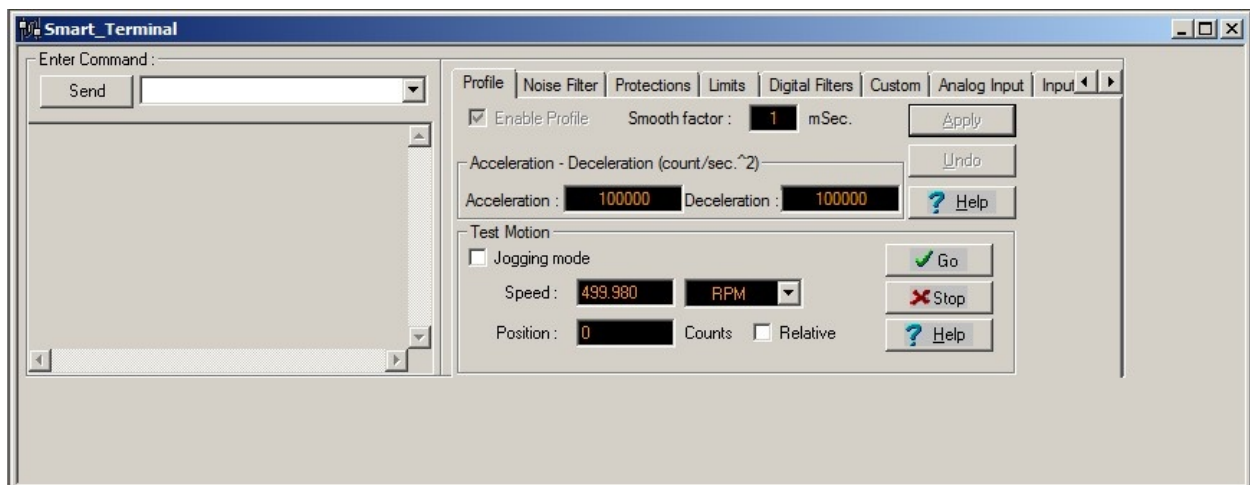 Smart_Terminal
Enter Command :
Send
Profile Noise Filter Protections Limits Digital Filters Custom Analog Input Input
Enable Profile Smooth factor : 1 mSec. Apply
Undo
Acceleration - Deceleration (count/sec.^2)
Acceleration : 100000 Deceleration : 100000 Help
Test Motion
Jogging mode Go
Speed : 499.980 RPM Stop
Position : 0 Counts Relative Help